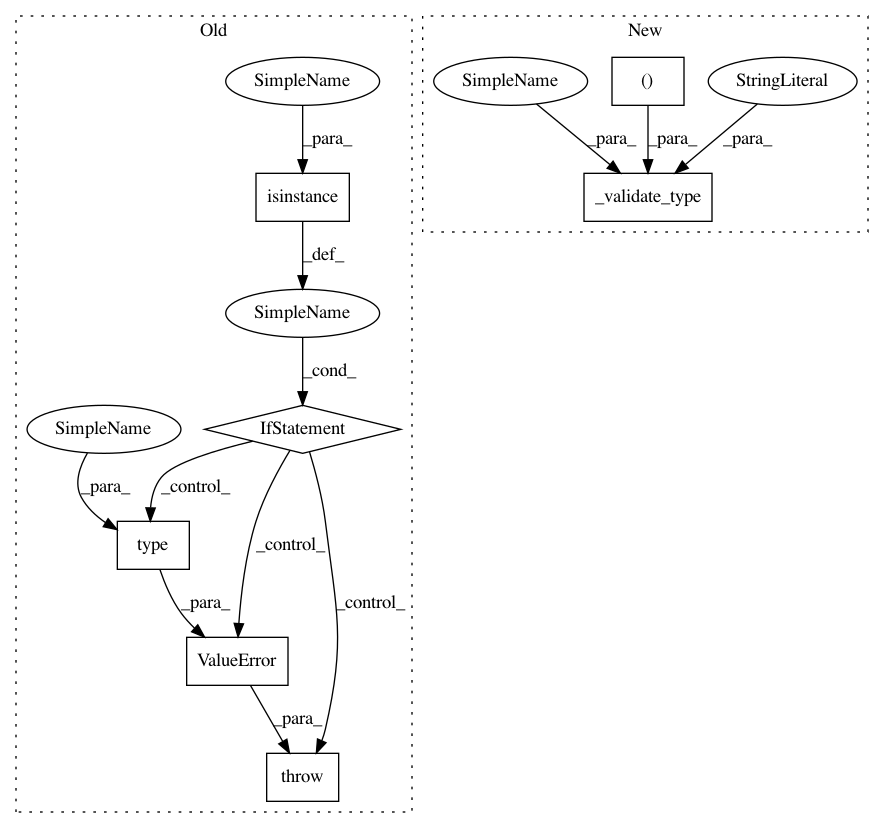 Old
New
SimpleName
SimpleName
()
StringLiteral
_para_
_para_
_para_
_para_
isinstance
_validate_type
_def_
SimpleName
_cond_
SimpleName
IfStatement
_para_
_control_
type
_control_
_para_
_control_
ValueError
_para_
throw